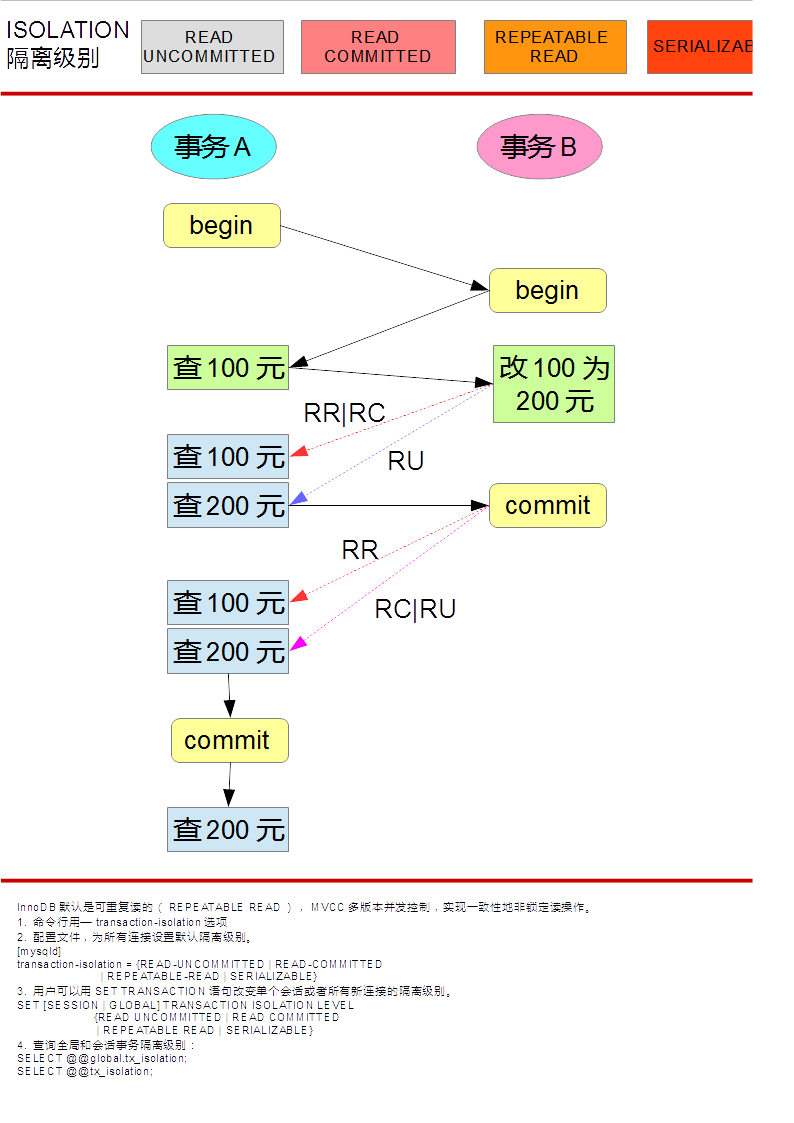 ISOLATION
隔离级别
READ
UNCOMMITTED
READ
COMMITTED
REPEATABLE
READ
SERIALIZAB
事务 A
事务 B
begin
begin
查 100 元
改 100 为
200 元
RR|RC
查 100 元
RU
查 200 元
commit
RR
查 100 元
RC|RU
查 200 元
commit
查 200 元
InnoDB 默认是可重复读的（ REPEATABLE READ ）， MVCC 多版本并发控制，实现一致性地非锁定读操作。
1. 命令行用— transaction-isolation 选项
2. 配置文件，为所有连接设置默认隔离级别。
[mysqld]
transaction-isolation = {READ-UNCOMMITTED | READ-COMMITTED
| REPEATABLE-READ | SERIALIZABLE}
3. 用户可以用 SET TRANSACTION 语句改变单个会话或者所有新连接的隔离级别。
SET [SESSION | GLOBAL] TRANSACTION ISOLATION LEVEL
{READ UNCOMMITTED | READ COMMITTED
| REPEATABLE READ | SERIALIZABLE}
4. 查询全局和会话事务隔离级别：
SELECT @@global.tx_isolation;
SELECT @@tx_isolation;